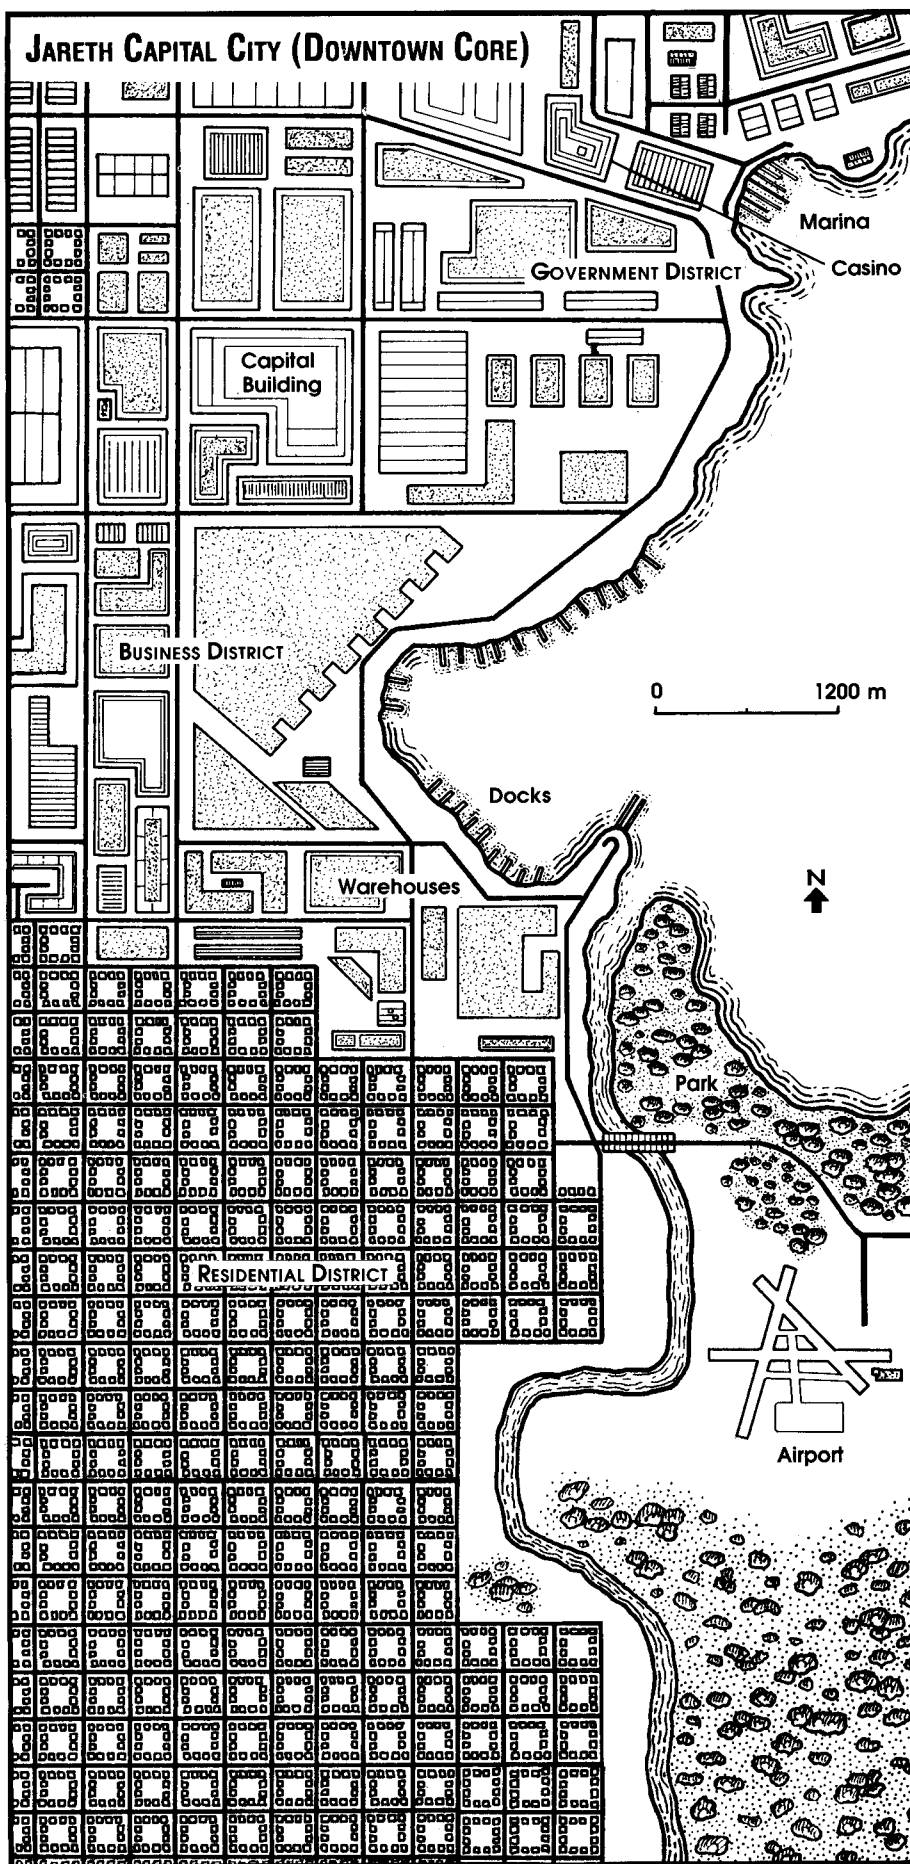 JARETH CAPITAL CITY (DOWNTOWN CORE)
Marina
Casino
GOVERNMENT DISTRICT
Capital
Building
BUSINESS DISTRICT
0 1200 m
Docks
N
Warehouses
Park
RESIDENTIAL DISTRICT
Airport